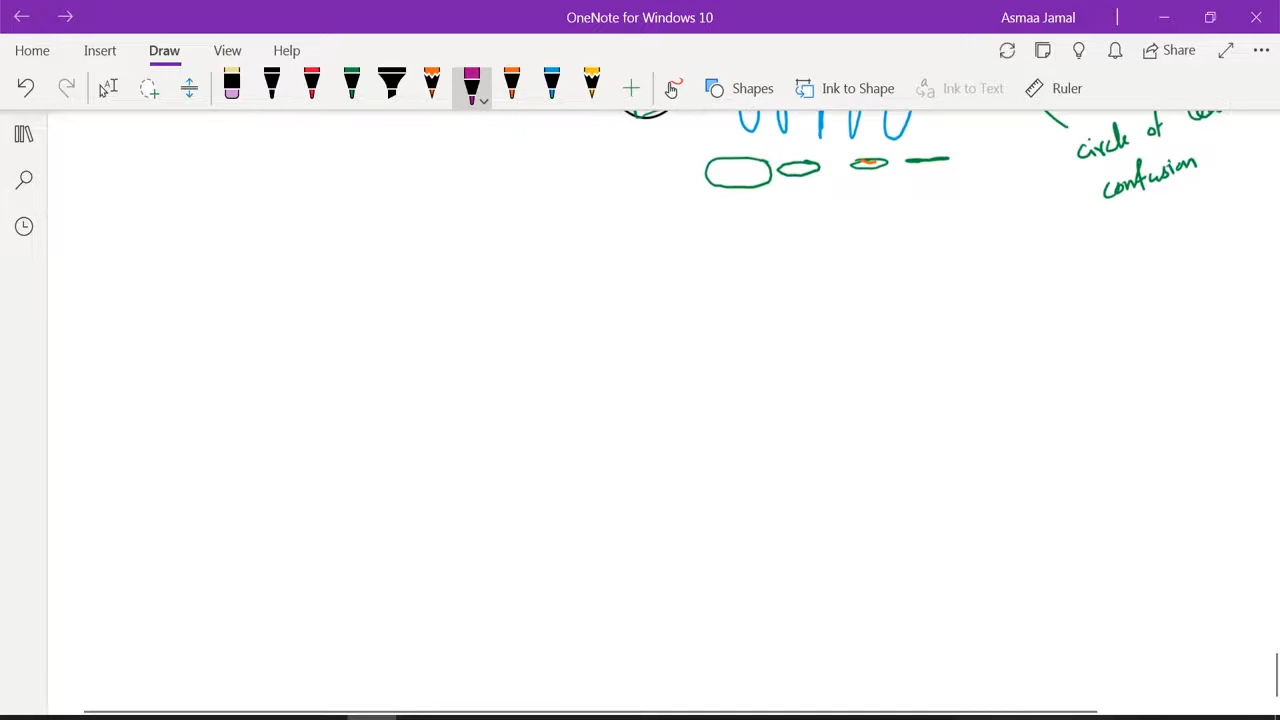 OneNote for Windows 10
Asmaa Jamal
Home
Insert
Draw
View
Help
Share
Shapes
Ink to Shape
Ink to Text
Ruler
circle of
confusion